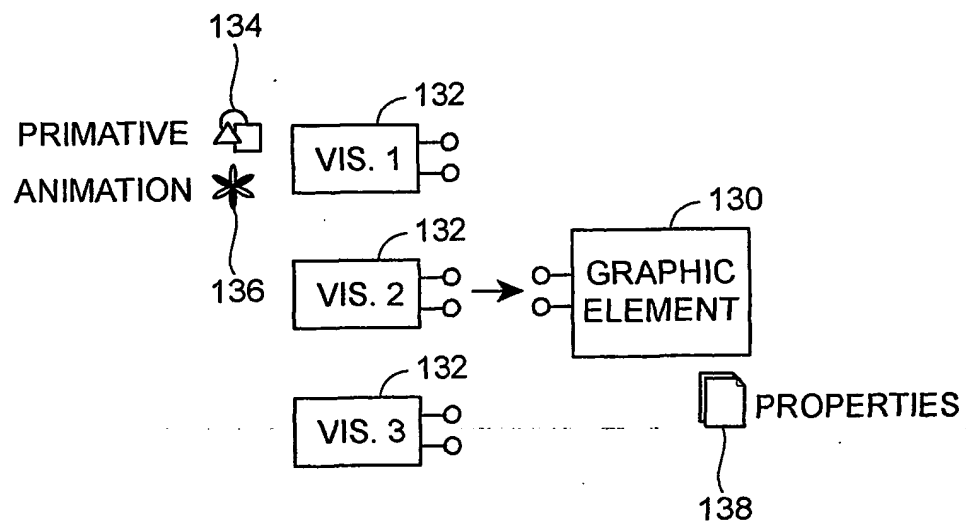 134
132
PRIMATIVE
VIS. 1
ANIMATION
130
132
136
VIS. 2
GRAPHIC
ELEMENT
132
VIS. 3
PROPERTIES
138